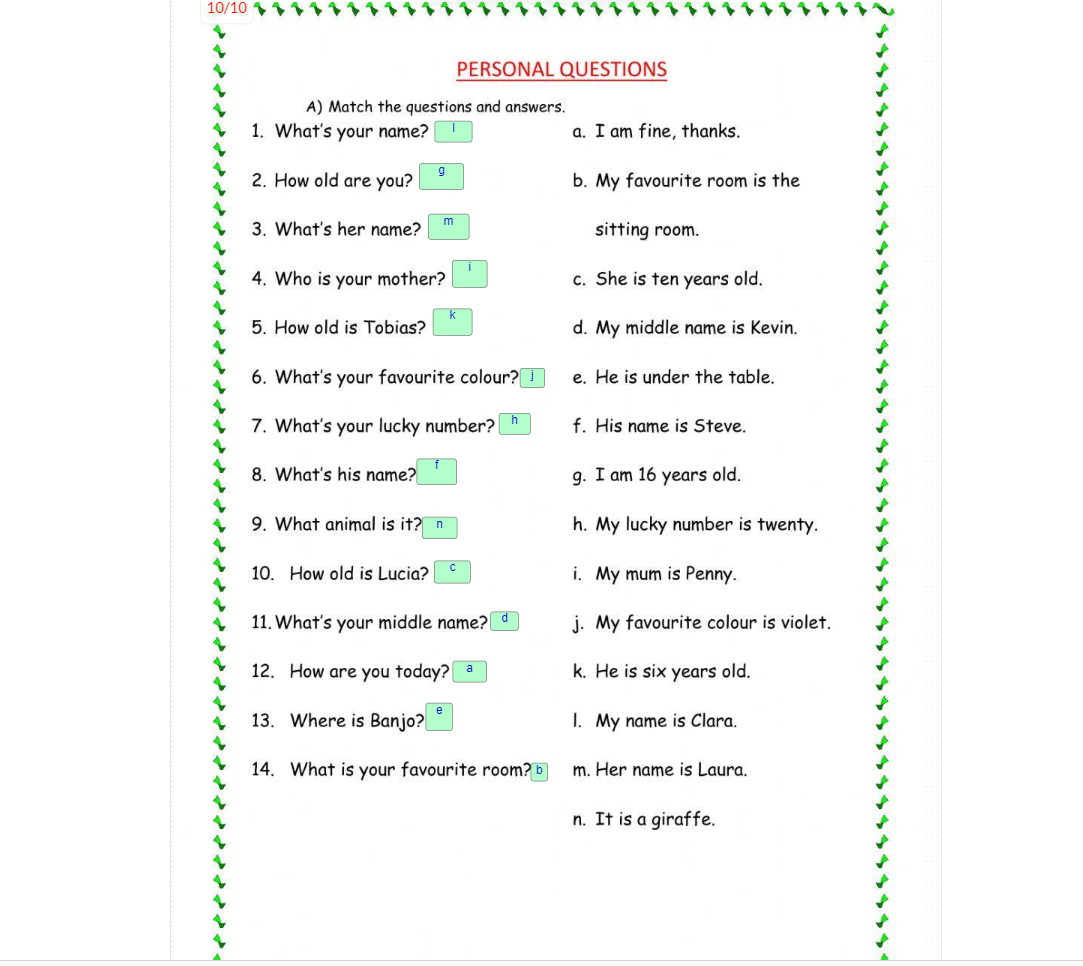 10/10
PERSONAL QUESTIONS
A) Match the questions and answers.
1. What's your name? l
2. How old are you? g
3. What's her name? m
4. Who is your mother? i
5. How old is Tobias? k
6. What's your favourite colour? j
7. What's your lucky number? h
8. What's his name? f
9. What animal is it? n
10. How old is Lucia? c
11. What's your middle name? d
12. How are you today? a
13. Where is Banjo? e
14. What is your favourite room? b
a. I am fine, thanks.
b. My favourite room is the
sitting room.
c. She is ten years old.
d. My middle name is Kevin.
e. He is under the table.
f. His name is Steve.
g. I am 16 years old.
h. My lucky number is twenty.
i. My mum is Penny.
j. My favourite colour is violet.
k. He is six years old.
l. My name is Clara.
m. Her name is Laura.
n. It is a giraffe.